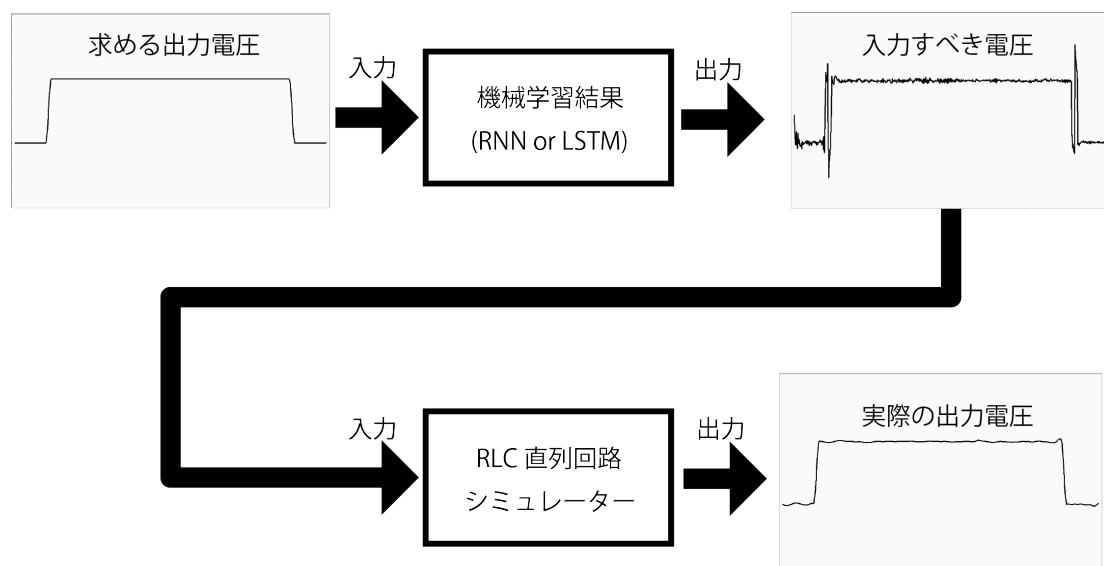 求める出力電圧
入力
機械学習結果
(RNN or LSTM)
出力
入力すべき電圧
入力
RLC 直列回路
シミュレーター
出力
実際の出力電圧